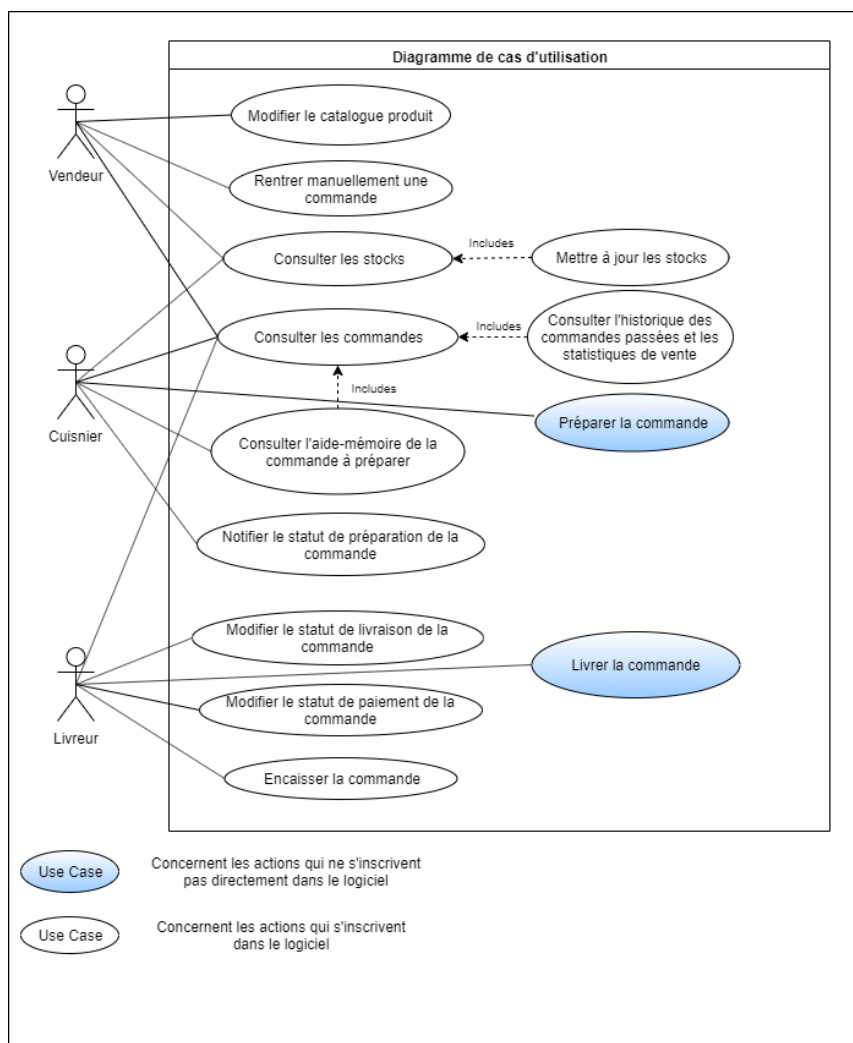 Diagramme de cas d'utilisation
Modifier le catalogue produit
Vendeur
Rentrer manuellement une
commande
Includes
Consulter les stocks
Mettre à jour les stocks
Consulter les commandes
Includes
Consulter l'historique des
commandes passées et les
statistiques de vente
Includes
Cuisnier
Préparer la commande
Consulter l'aide-mémoire de la
commande à préparer
Notifier le statut de préparation de la
commande
Modifier le statut de livraison de la
commande
Livrer la commande
Livreur
Modifier le statut de paiement de la
commande
Encaisser la commande
Use Case
Concernent les actions qui ne s'inscrivent
pas directement dans le logiciel
Use Case
Concernent les actions qui s'inscrivent
dans le logiciel